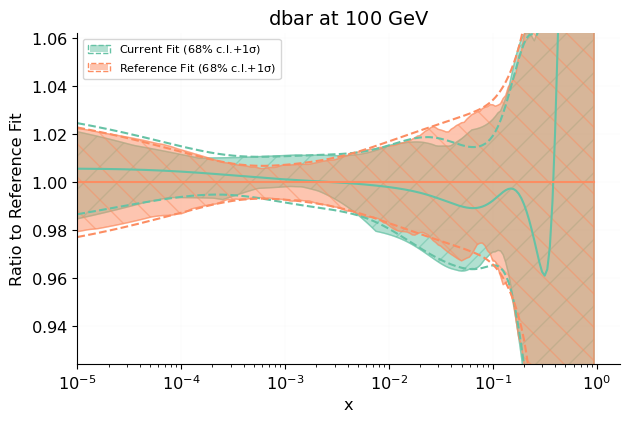 dbar at 100 GeV
Current Fit (68% c.l.+1σ)
Reference Fit (68% c.l.+1σ)
Ratio to Reference Fit
1.06
1.04
1.02
1.00
0.98
0.96
0.94
10⁻⁵
10⁻⁴
10⁻³
10⁻²
10⁻¹
10⁰
x